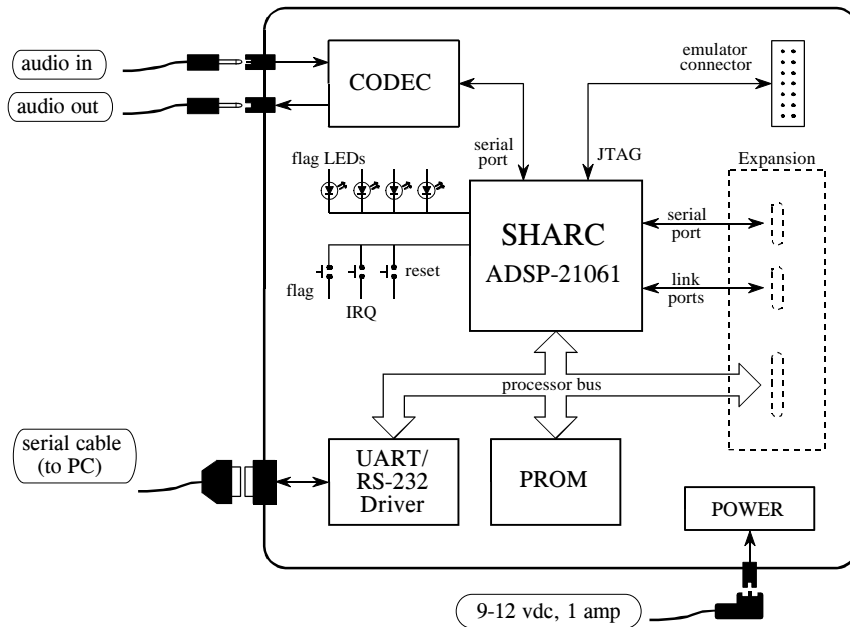 audio in
audio out
CODEC
emulator
connector
serial
port
JTAG
flag LEDs
Expansion
SHARC
ADSP-21061
serial
port
link
ports
reset
flag
IRQ
processor bus
serial cable
(to PC)
UART/
RS-232
Driver
PROM
POWER
9-12 vdc, 1 amp